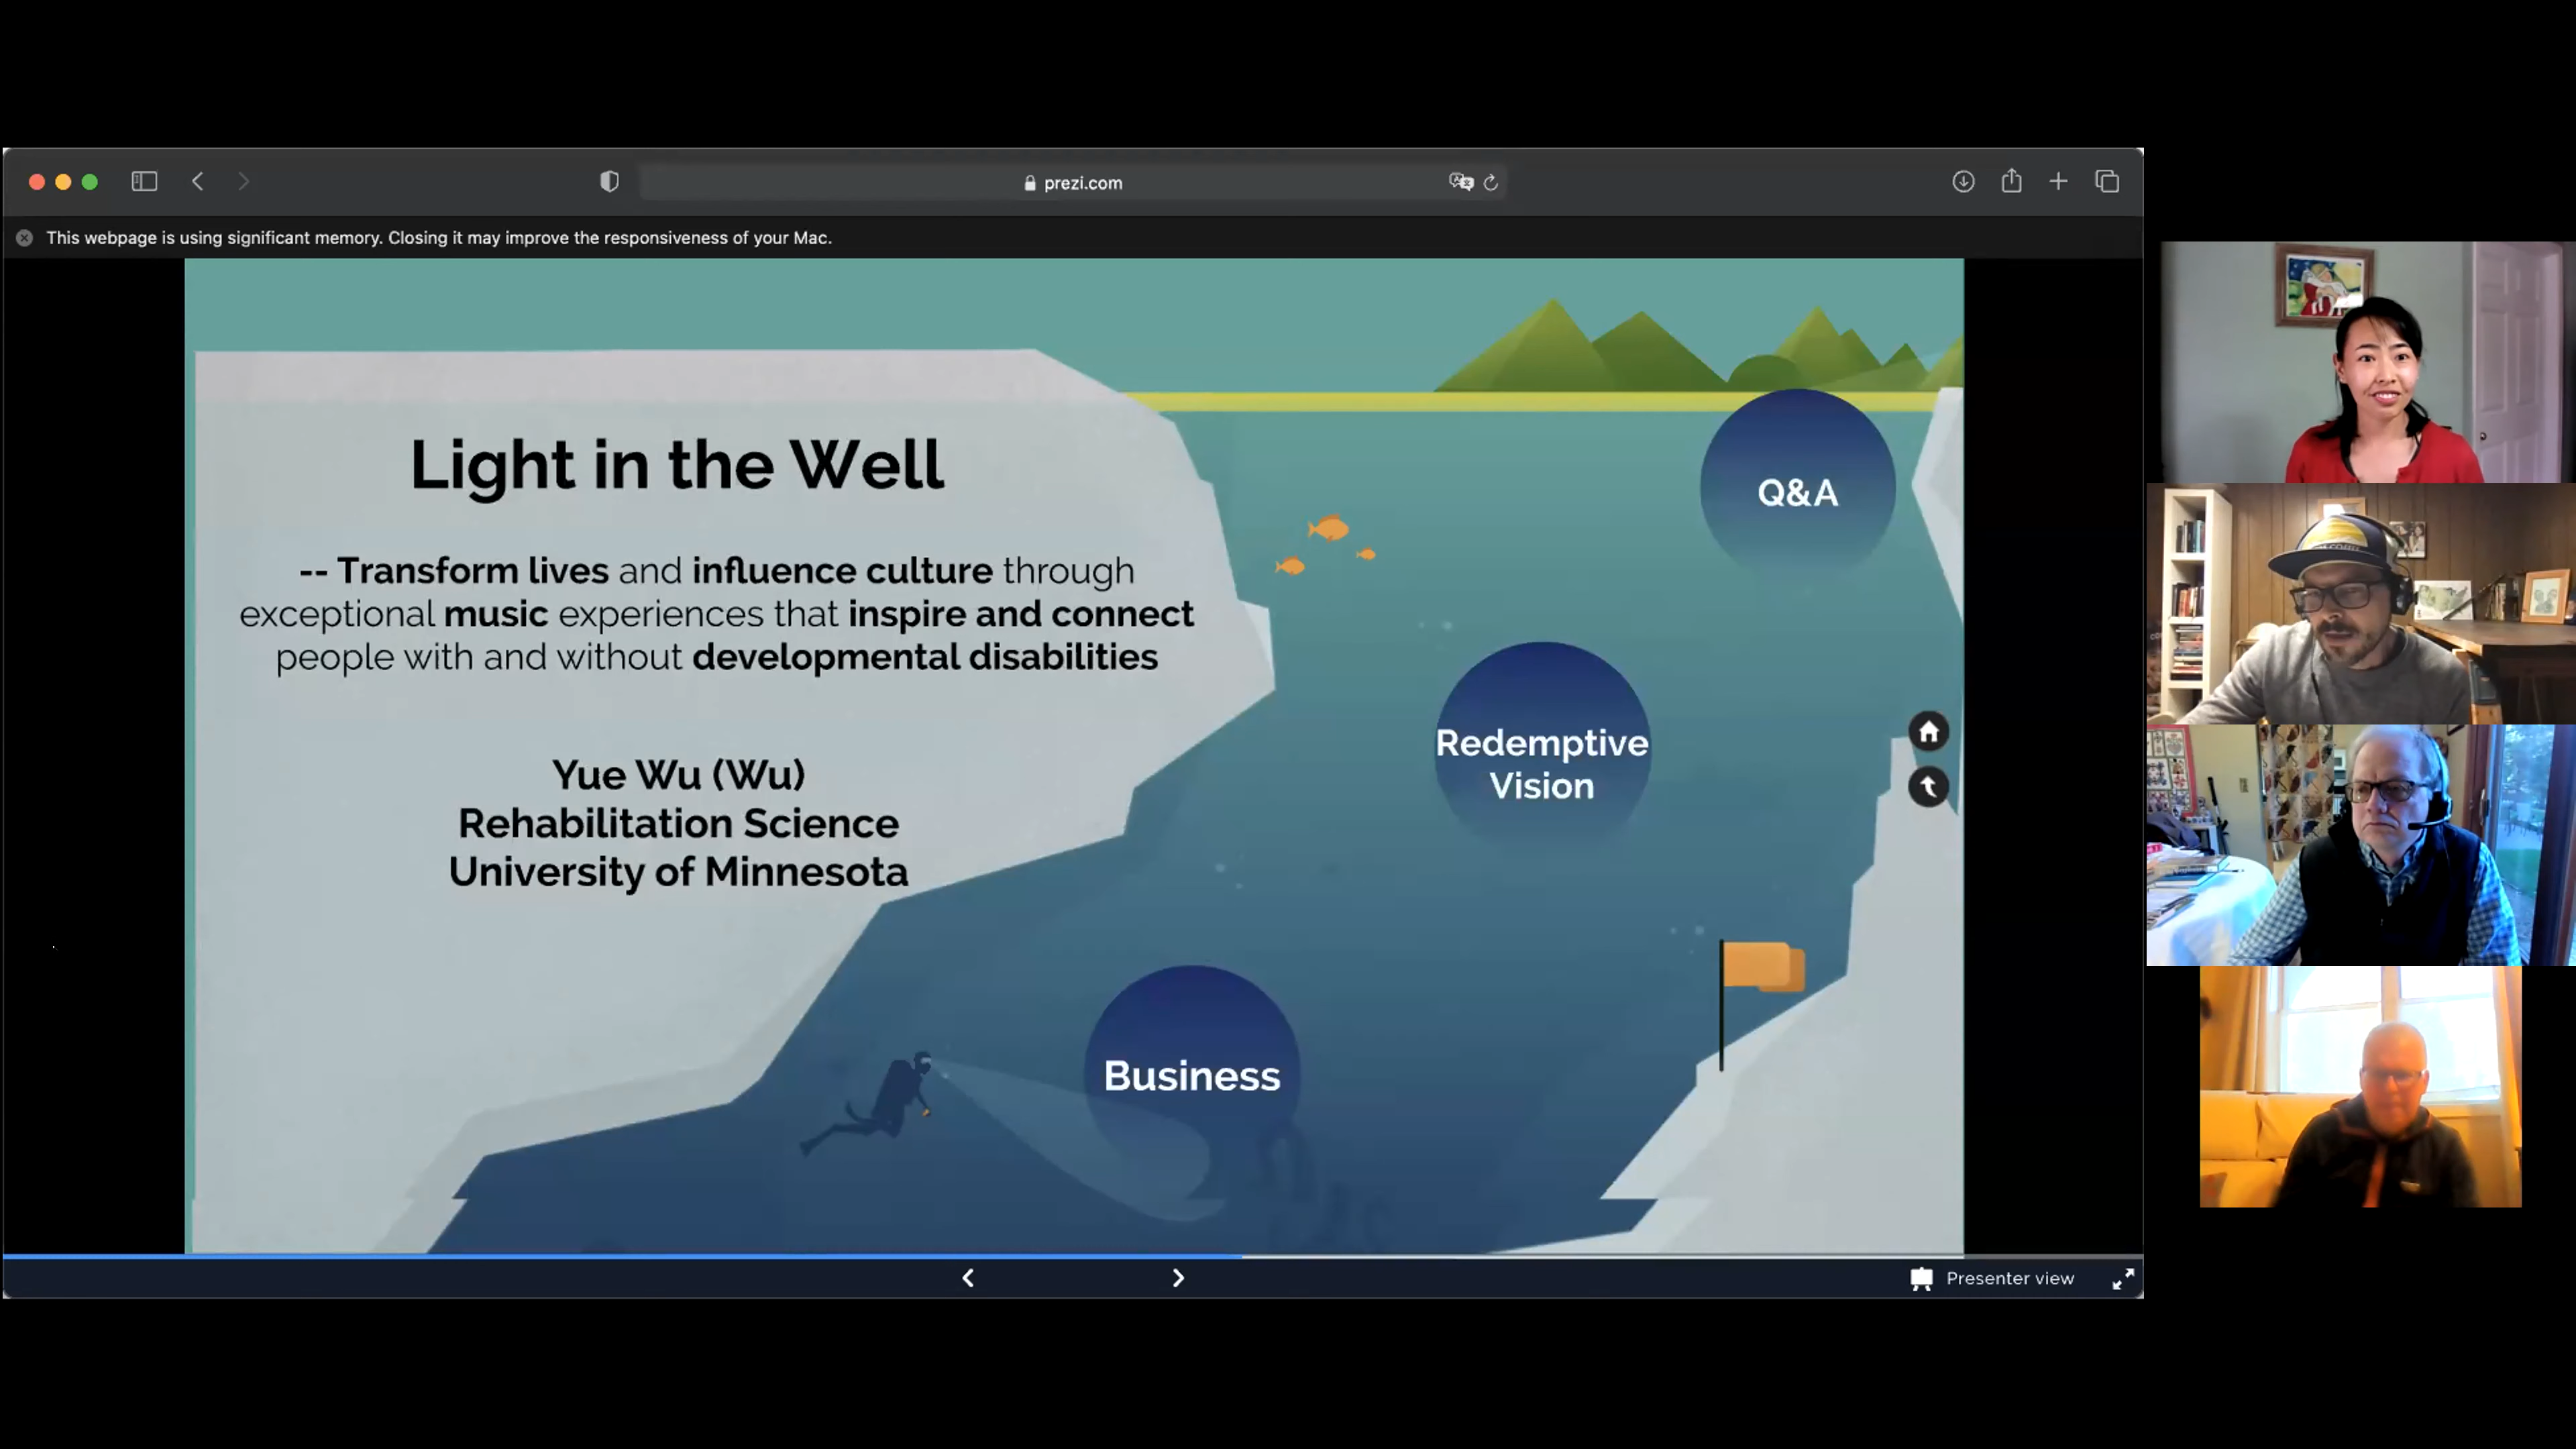 prezi.com
This webpage is using significant memory. Closing it may improve the responsiveness of your Mac.
Light in the Well
-- Transform lives and influence culture through
exceptional music experiences that inspire and connect
people with and without developmental disabilities
Yue Wu (Wu)
Rehabilitation Science
University of Minnesota
Q&A
Redemptive
Vision
Business
Presenter view